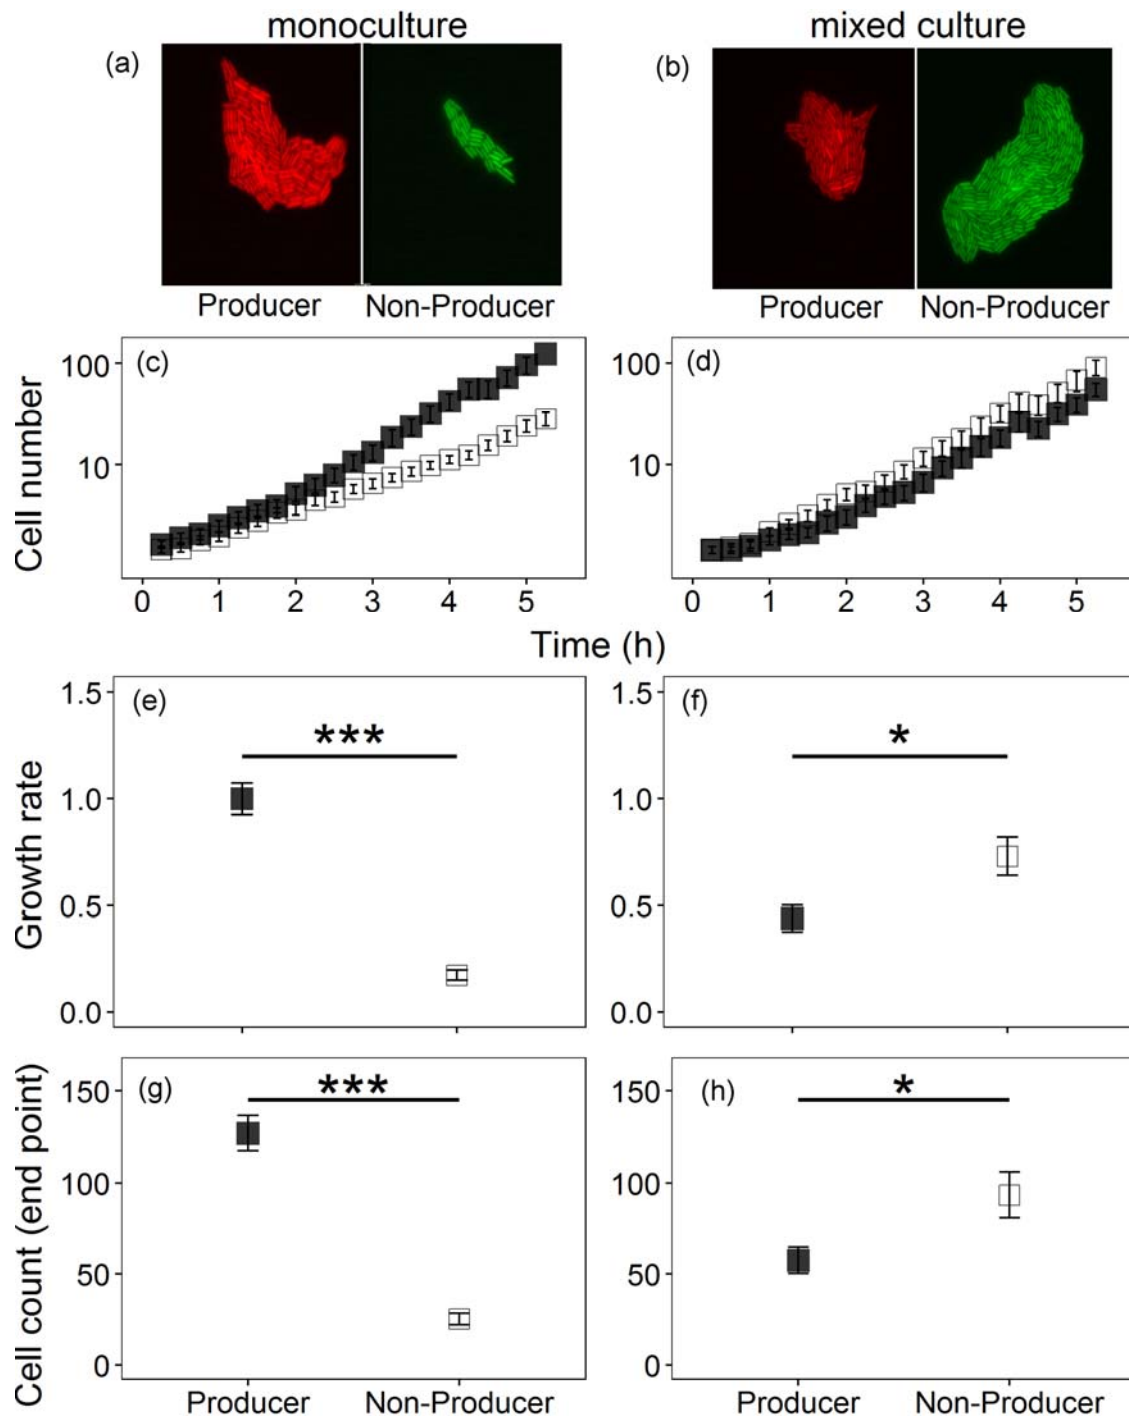 monoculture
mixed culture
(a)
(b)
Producer
Non-Producer
Producer
Non-Producer
Cell number
100
10
(c)
0 1 2 3 4 5
100
10
(d)
0 1 2 3 4 5
Time (h)
Growth rate
1.5
1.0
0.5
0.0
(e)
***
1.5
1.0
0.5
0.0
(f)
*
Cell count (end point)
150
100
50
0
(g)
***
Producer
Non-Producer
150
100
50
0
(h)
*
Producer
Non-Producer